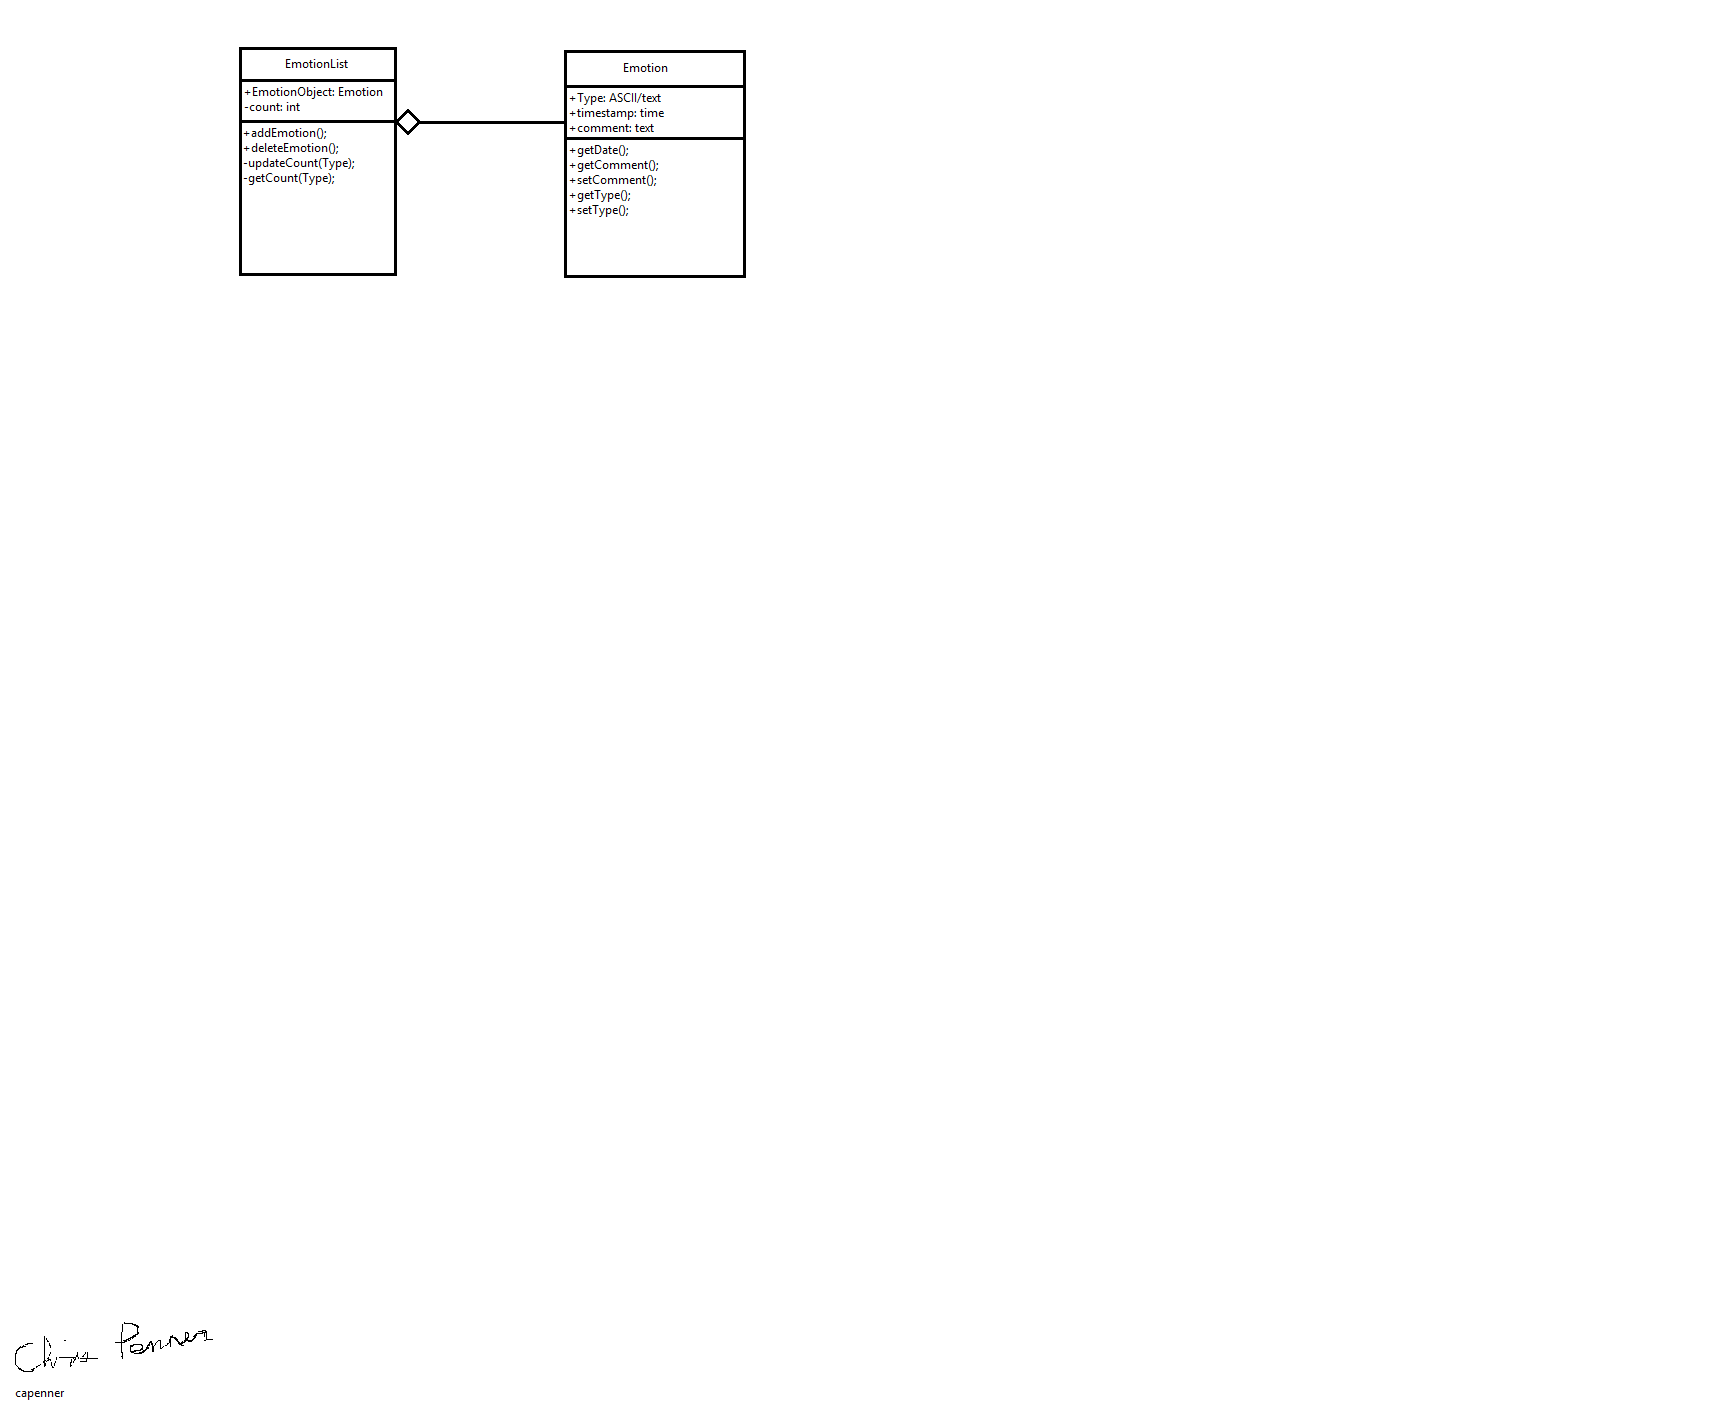 EmotionList
+EmotionObject: Emotion
-count: int
+addEmotion();
+deleteEmotion();
-updateCount(Type);
-getCount(Type);
Emotion
+Type: ASCII/text
+timestamp: time
+comment: text
+getDate();
+getComment();
+setComment();
+getType();
+setType();
Chris Penner
capenner